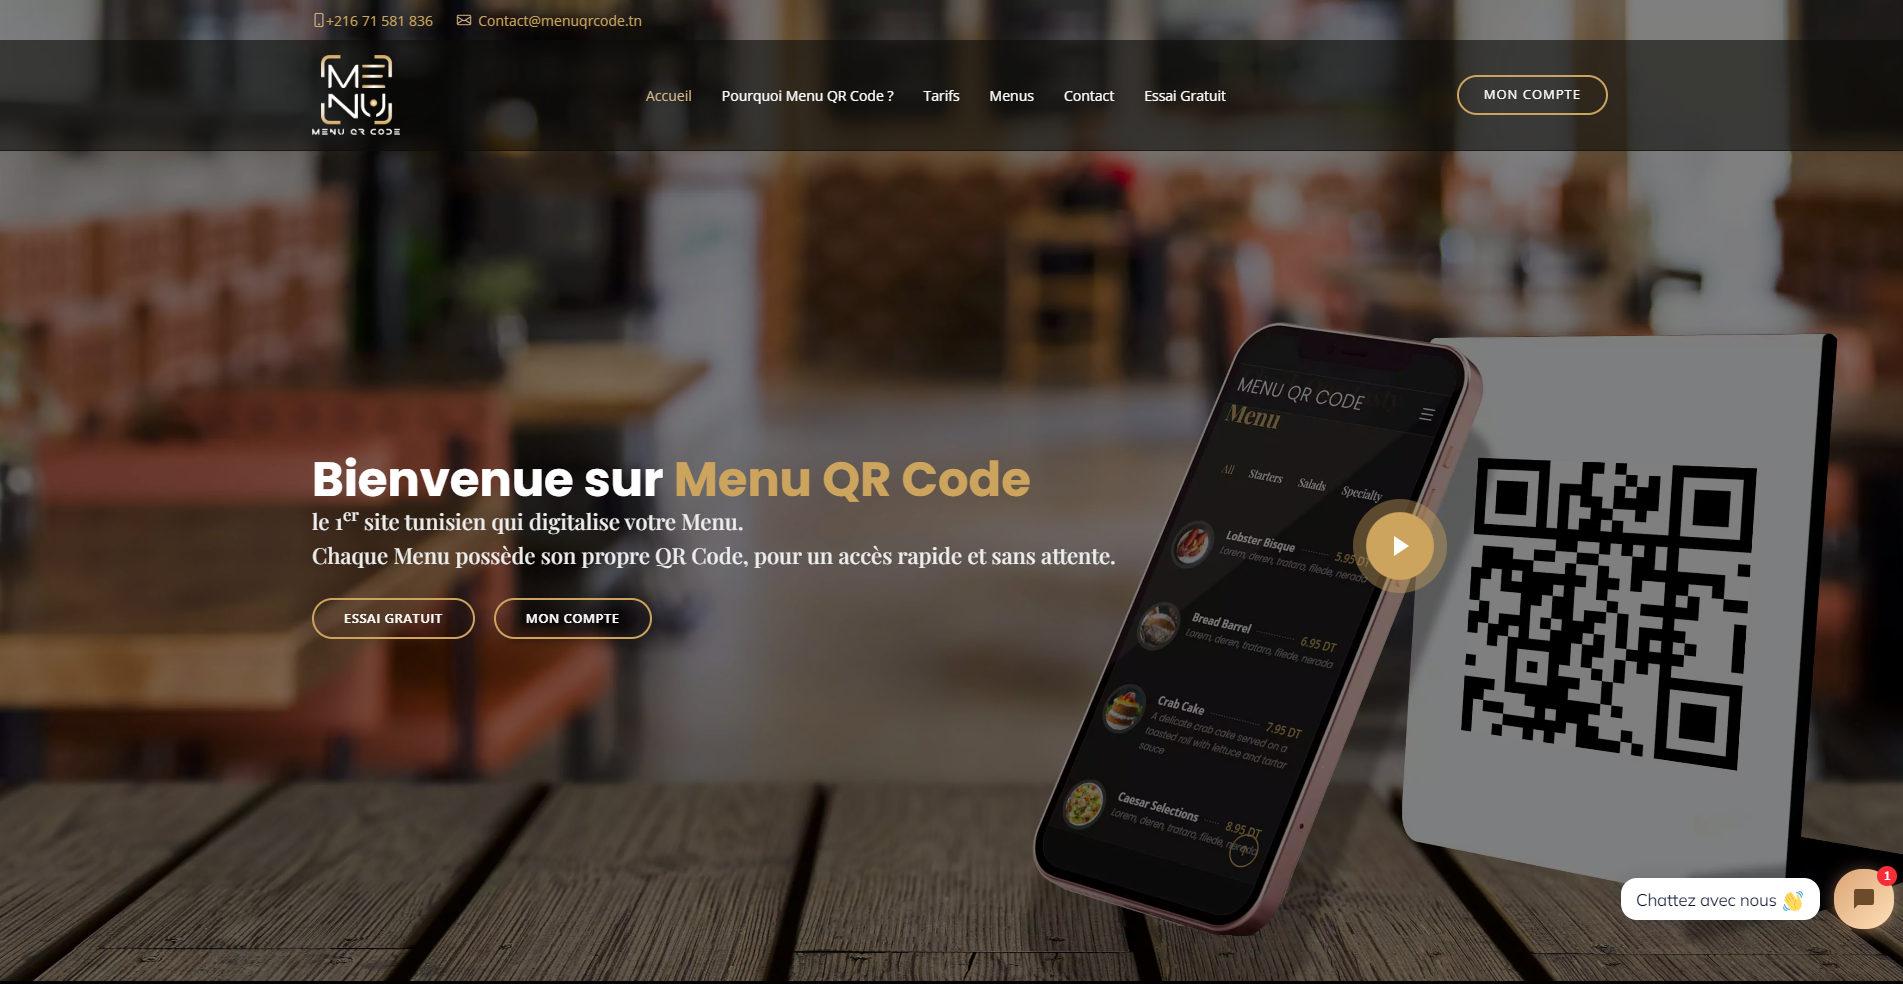 +216 71 581 836 Contact@menuqrcode.tn
MENU
MENU QR CODE
Accueil Pourquoi Menu QR Code ? Tarifs Menus Contact Essai Gratuit
MON COMPTE
Bienvenue sur Menu QR Code
le 1er site tunisien qui digitalise votre Menu.
Chaque Menu possède son propre QR Code, pour un accès rapide et sans attente.
ESSAI GRATUIT MON COMPTE
MENU QR CODE
Menu
All Starters Salads Specialty
Lobster Bisque 5.95 DT
Lorem, deren, trataro, filede, nerada
Bread Barrel 6.95 DT
Lorem, deren, trataro, filede, nerada
Crab Cake 7.95 DT
A delicate crab cake served on a
toasted roll with lettuce and tartar
sauce
Caesar Selections 8.95 DT
Lorem, deren, trataro, filede, nerada
Chattez avec nous 👋
1